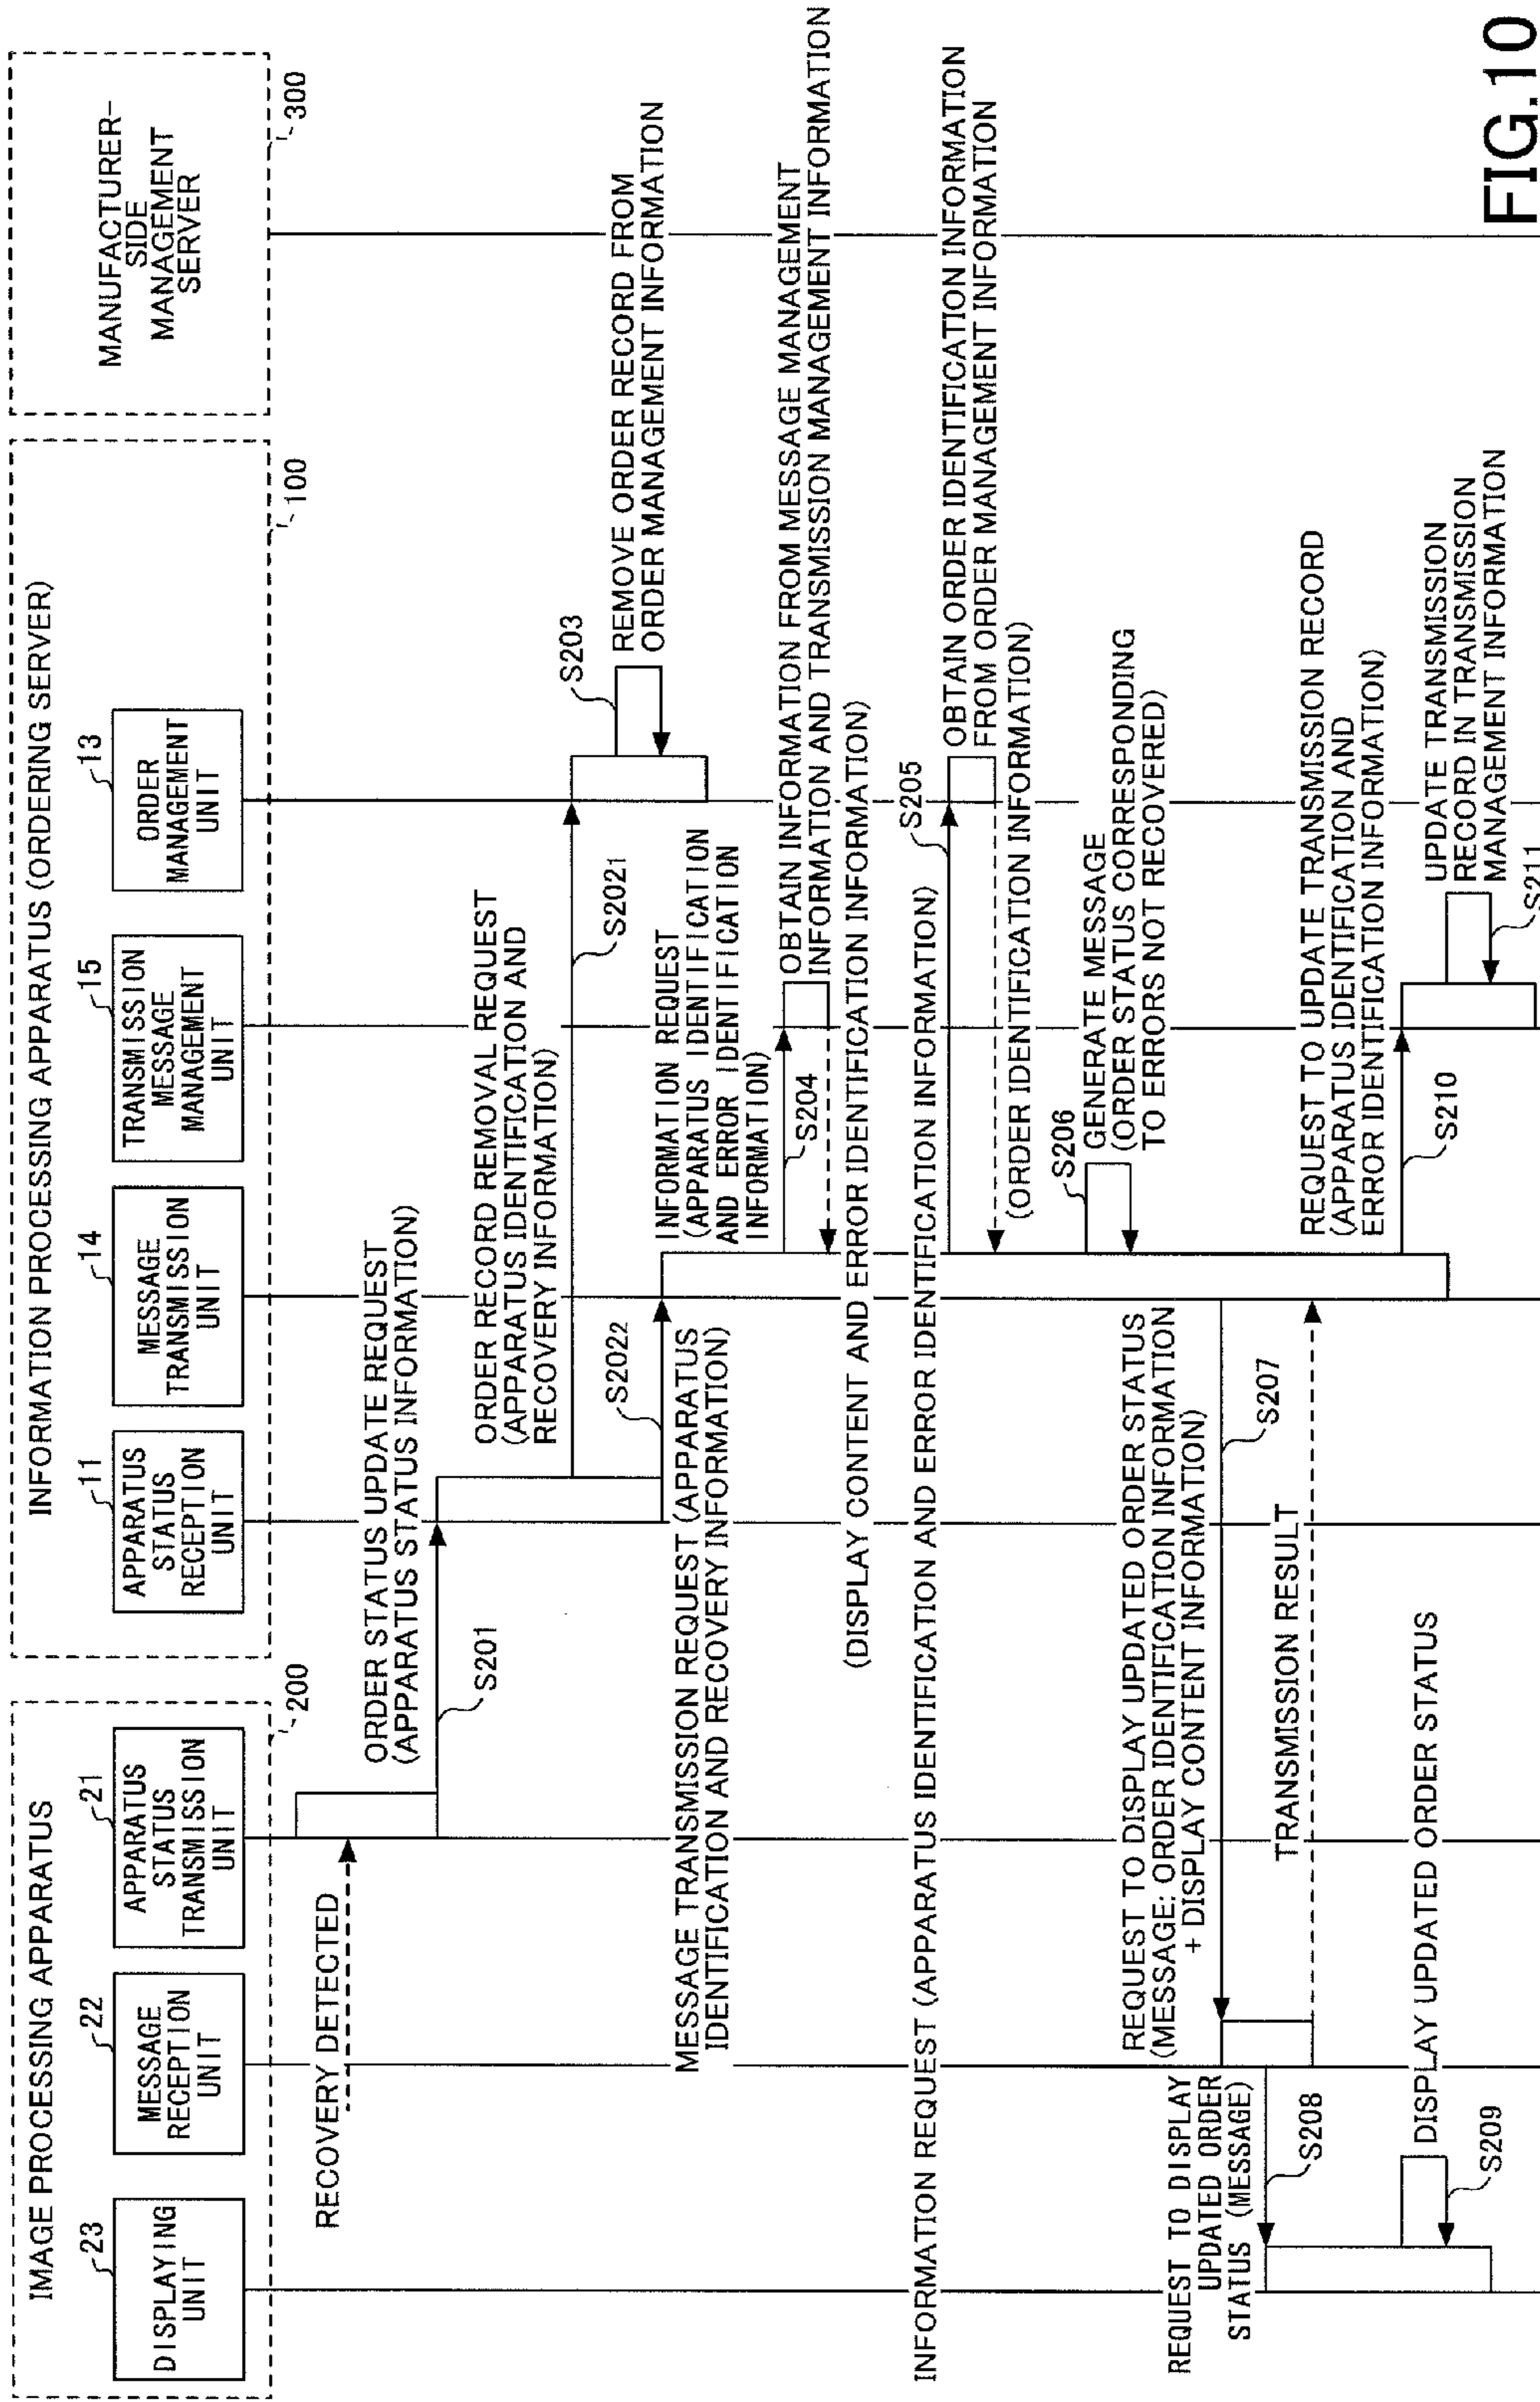 IMAGE PROCESSING APPARATUS
INFORMATION PROCESSING APPARATUS (ORDERING SERVER)
23
22
21
11
14
15
13
DISPLAYING
UNIT
MESSAGE
RECEPTION
UNIT
APPARATUS
STATUS
TRANSMISSION
UNIT
APPARATUS
STATUS
RECEPTION
UNIT
MESSAGE
TRANSMISSION
UNIT
TRANSMISSION
MESSAGE
MANAGEMENT
UNIT
ORDER
MANAGEMENT
UNIT
MANUFACTURER-
SIDE
MANAGEMENT
SERVER
200
100
300
RECOVERY DETECTED
ORDER STATUS UPDATE REQUEST
(APPARATUS STATUS INFORMATION)
S201
ORDER RECORD REMOVAL REQUEST
(APPARATUS IDENTIFICATION AND
RECOVERY INFORMATION)
S2021
S203
REMOVE ORDER RECORD FROM
ORDER MANAGEMENT INFORMATION
S2022
MESSAGE TRANSMISSION REQUEST (APPARATUS
IDENTIFICATION AND RECOVERY INFORMATION)
INFORMATION REQUEST
(APPARATUS IDENTIFICATION
AND ERROR IDENTIFICATION
INFORMATION)
S204
OBTAIN INFORMATION FROM MESSAGE MANAGEMENT
INFORMATION AND TRANSMISSION MANAGEMENT INFORMATION
(DISPLAY CONTENT AND ERROR IDENTIFICATION INFORMATION)
INFORMATION REQUEST (APPARATUS IDENTIFICATION AND ERROR IDENTIFICATION INFORMATION)
S205
OBTAIN ORDER IDENTIFICATION INFORMATION
FROM ORDER MANAGEMENT INFORMATION
(ORDER IDENTIFICATION INFORMATION)
S206
GENERATE MESSAGE
(ORDER STATUS CORRESPONDING
TO ERRORS NOT RECOVERED)
REQUEST TO DISPLAY UPDATED ORDER STATUS
(MESSAGE: ORDER IDENTIFICATION INFORMATION
+ DISPLAY CONTENT INFORMATION)
S207
REQUEST TO DISPLAY
UPDATED ORDER
STATUS (MESSAGE)
S208
TRANSMISSION RESULT
REQUEST TO UPDATE TRANSMISSION RECORD
(APPARATUS IDENTIFICATION AND
ERROR IDENTIFICATION INFORMATION)
S210
DISPLAY UPDATED ORDER STATUS
S209
UPDATE TRANSMISSION
RECORD IN TRANSMISSION
MANAGEMENT INFORMATION
S211
FIG.10